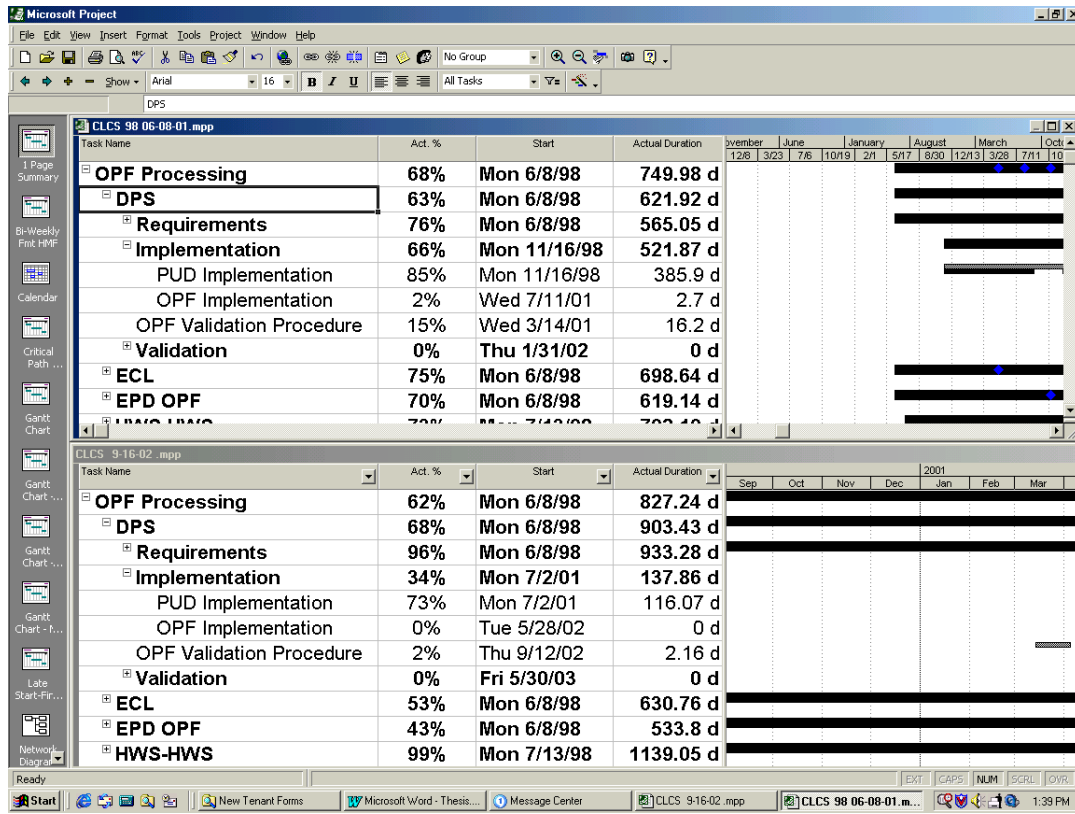 Microsoft Project
File Edit View Insert Format Tools Project Window Help
No Group
Show Arial 16 B I U All Tasks
DPS
CLCS 98 06-08-01.mpp
Task Name Act. % Start Actual Duration
vember June January August March Octo
12/8 3/23 7/6 10/19 2/1 5/17 8/30 12/13 3/28 7/11 10
OPF Processing 68% Mon 6/8/98 749.98 d
DPS 63% Mon 6/8/98 621.92 d
Requirements 76% Mon 6/8/98 565.05 d
Implementation 66% Mon 11/16/98 521.87 d
PUD Implementation 85% Mon 11/16/98 385.9 d
OPF Implementation 2% Wed 7/11/01 2.7 d
OPF Validation Procedure 15% Wed 3/14/01 16.2 d
Validation 0% Thu 1/31/02 0 d
ECL 75% Mon 6/8/98 698.64 d
EPD OPF 70% Mon 6/8/98 619.14 d
CLCS 9-16-02 .mpp
Task Name Act. % Start Actual Duration
2001
Sep Oct Nov Dec Jan Feb Mar
OPF Processing 62% Mon 6/8/98 827.24 d
DPS 68% Mon 6/8/98 903.43 d
Requirements 96% Mon 6/8/98 933.28 d
Implementation 34% Mon 7/2/01 137.86 d
PUD Implementation 73% Mon 7/2/01 116.07 d
OPF Implementation 0% Tue 5/28/02 0 d
OPF Validation Procedure 2% Thu 9/12/02 2.16 d
Validation 0% Fri 5/30/03 0 d
ECL 53% Mon 6/8/98 630.76 d
EPD OPF 43% Mon 6/8/98 533.8 d
HWS-HWS 99% Mon 7/13/98 1139.05 d
1 Page
Summary
Bi-Weekly
Fmt HMF
Calendar
Critical
Path ...
Gantt
Chart
Gantt
Chart -...
Gantt
Chart -...
Gantt
Chart - M...
Late
Start-Fir...
Network
Diagra
Ready EXT CAPS NUM SCRL OVR
Start New Tenant Forms Microsoft Word - Thesis.... Message Center CLCS 9-16-02 .mpp CLCS 98 06-08-01.m... 1:39 PM